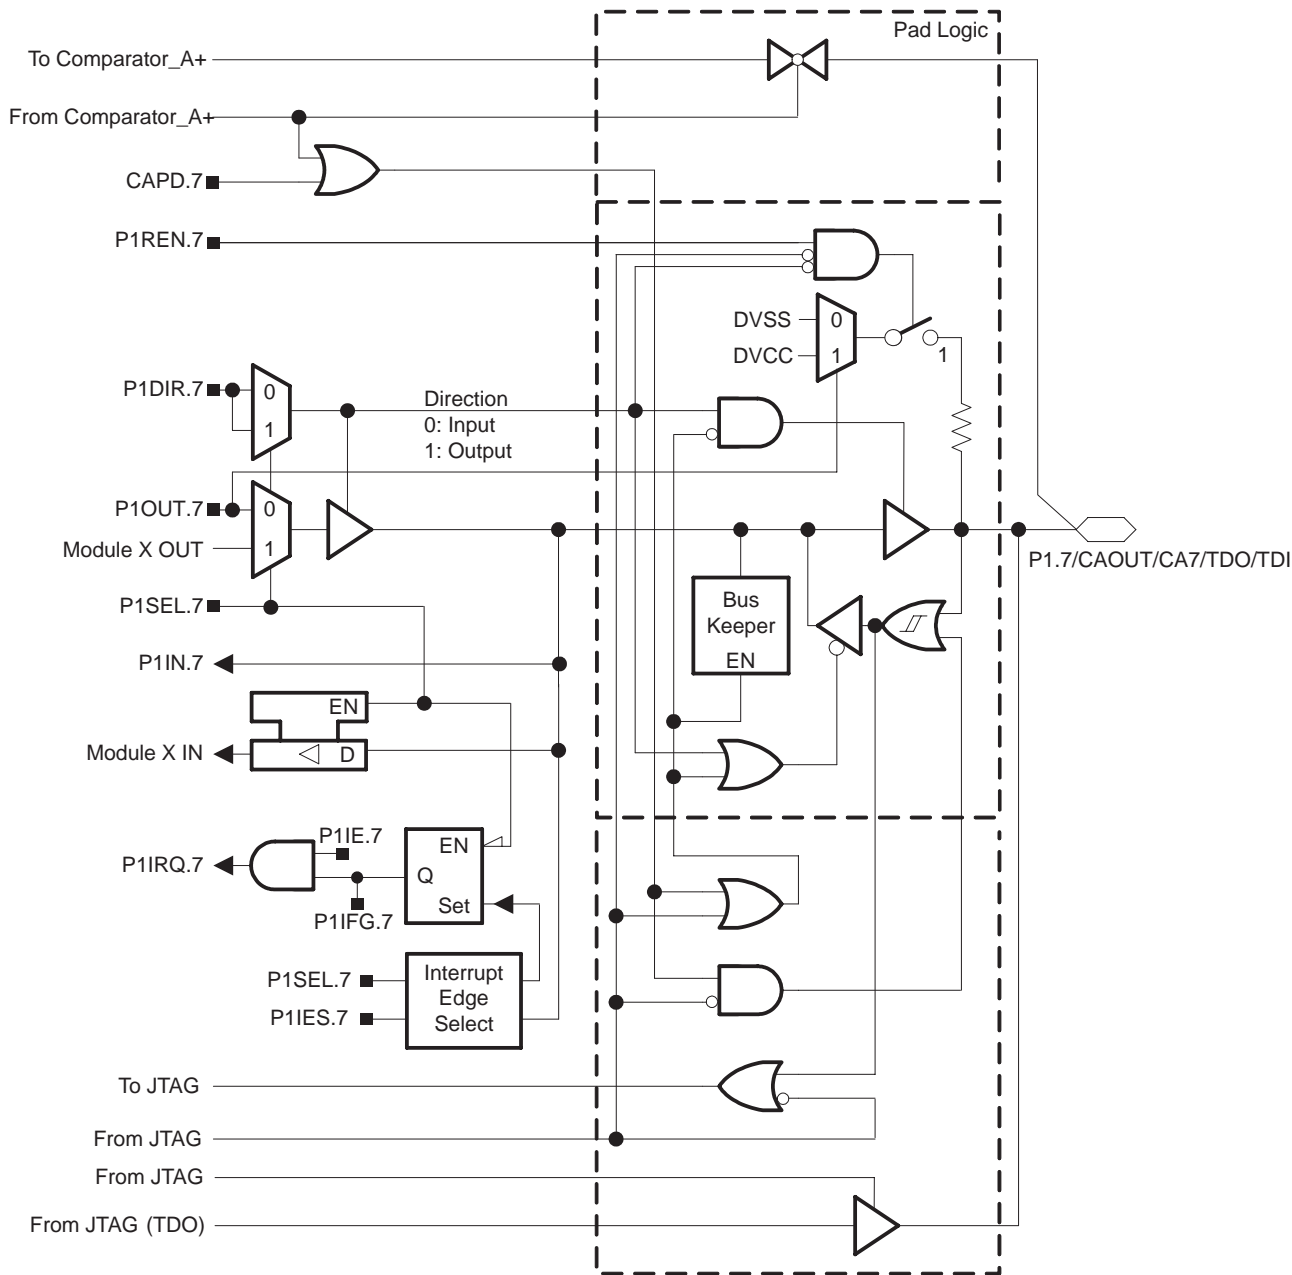 Pad Logic
To Comparator_A+
From Comparator_A+
CAPD.7
P1REN.7
DVSS
0
DVCC
1
1
P1DIR.7
0
1
Direction
0: Input
1: Output
P1OUT.7
0
Module X OUT
1
P1.7/CAOUT/CA7/TDO/TDI
P1SEL.7
Bus
Keeper
EN
P1IN.7
EN
Module X IN
D
P1IE.7
P1IRQ.7
EN
Q
Set
P1IFG.7
P1SEL.7
P1IES.7
Interrupt
Edge
Select
To JTAG
From JTAG
From JTAG
From JTAG (TDO)